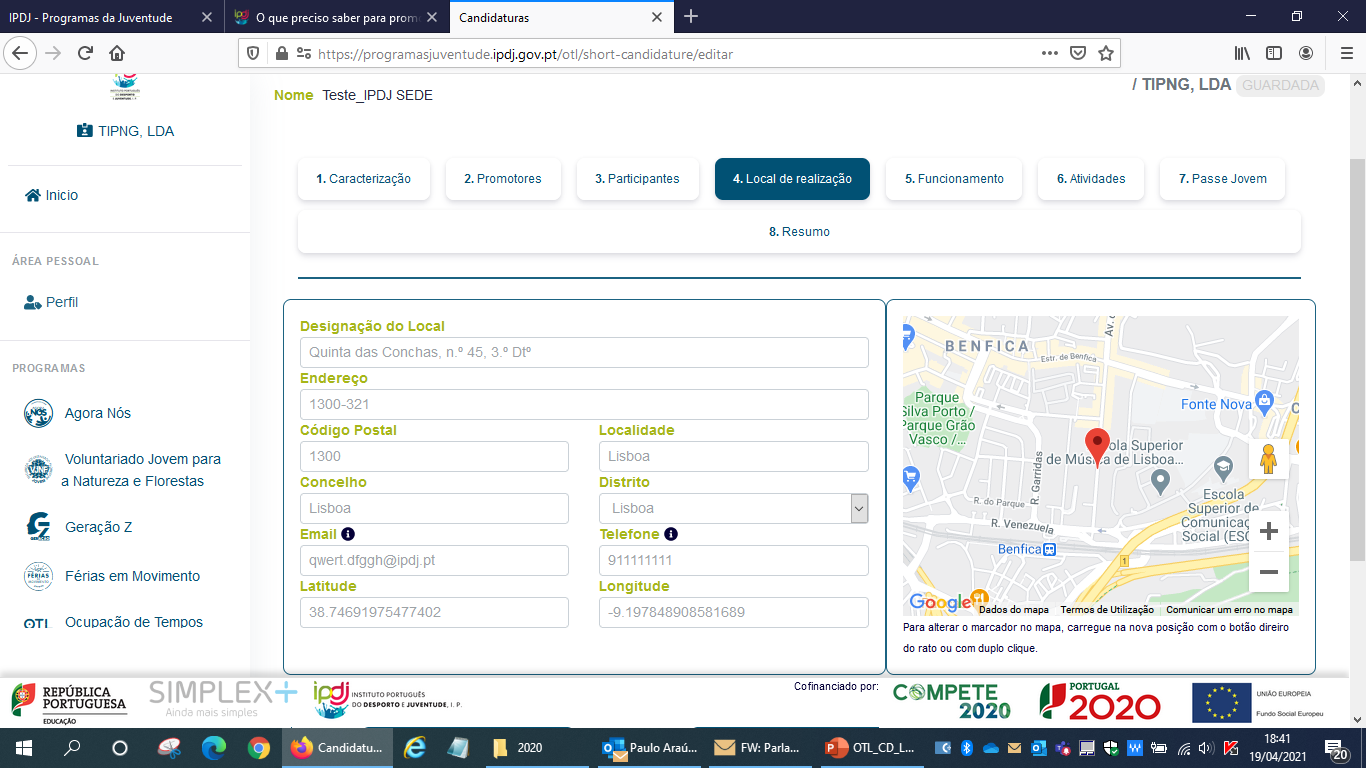 IPDJ - Programas da Juventude
O que preciso saber para prom
Candidaturas
https://programasjuventude.ipdj.gov.pt/otl/short-candidature/editar
TIPNG, LDA
Inicio
ÁREA PESSOAL
Perfil
PROGRAMAS
Agora Nós
Voluntariado Jovem para
a Natureza e Florestas
Geração Z
Férias em Movimento
OTL Ocupação de Tempos
Nome Teste_IPDJ SEDE
/ TIPNG, LDA GUARDADA
1. Caracterização
2. Promotores
3. Participantes
4. Local de realização
5. Funcionamento
6. Atividades
7. Passe Jovem
8. Resumo
Designação do Local
Quinta das Conchas, n.º 45, 3.º Dtº
Endereço
1300-321
Código Postal
Localidade
1300
Lisboa
Concelho
Distrito
Lisboa
Lisboa
Email
Telefone
qwert.dfggh@ipdj.pt
911111111
Latitude
Longitude
38.74691975477402
-9.197848908581689
BENFICA
Av. C
Estr. de Benfica
Parque
Silva Porto /
Parque Grão
Vasco /...
Fonte Nova
ola Superior
de Música de Lisboa...
R. Garridas
R. do Parque
R. Venezuela
Benfica
1
Escola
Superior de
Comunicaç
Social (ESC
Google
Dados do mapa
Termos de Utilização
Comunicar um erro no mapa
Para alterar o marcador no mapa, carregue na nova posição com o botão direiro
do rato ou com duplo clique.
REPÚBLICA
PORTUGUESA
EDUCAÇÃO
SIMPLEX+
Ainda mais simples
ipdj
INSTITUTO PORTUGUÊS
DO DESPORTO E JUVENTUDE, I. P.
Cofinanciado por:
COMPETE
2020
PORTUGAL
2020
UNIÃO EUROPEIA
Fundo Social Europeu
Candidatu...
2020
Paulo Araú...
FW: Parla...
OTL_CD_L...
18:41
19/04/2021
20